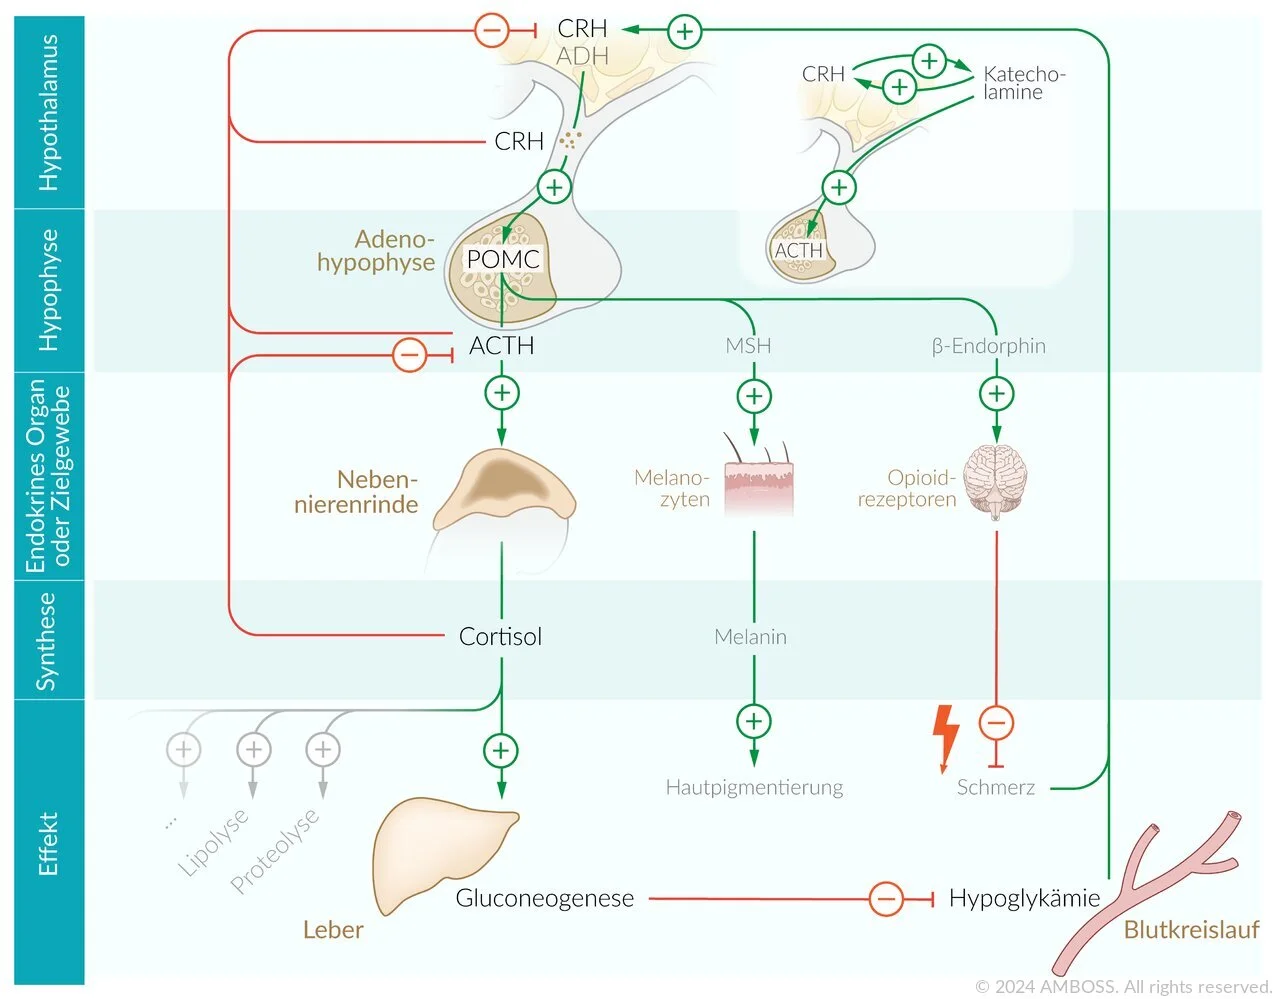 Hypothalamus
CRH
ADH
CRH
CRH
Katecho-
lamine
ACTH
Hypophyse
Adeno-
hypophyse
POMC
ACTH
MSH
β-Endorphin
Endokrines Organ
oder Zielgewebe
Neben-
nierenrinde
Melano-
zyten
Opioid-
rezeptoren
Synthese
Cortisol
Melanin
Effekt
...
Lipolyse
Proteolyse
Hautpigmentierung
Schmerz
Leber
Gluconeogenese
Hypoglykämie
Blutkreislauf
© 2024 AMBOSS. All rights reserved.